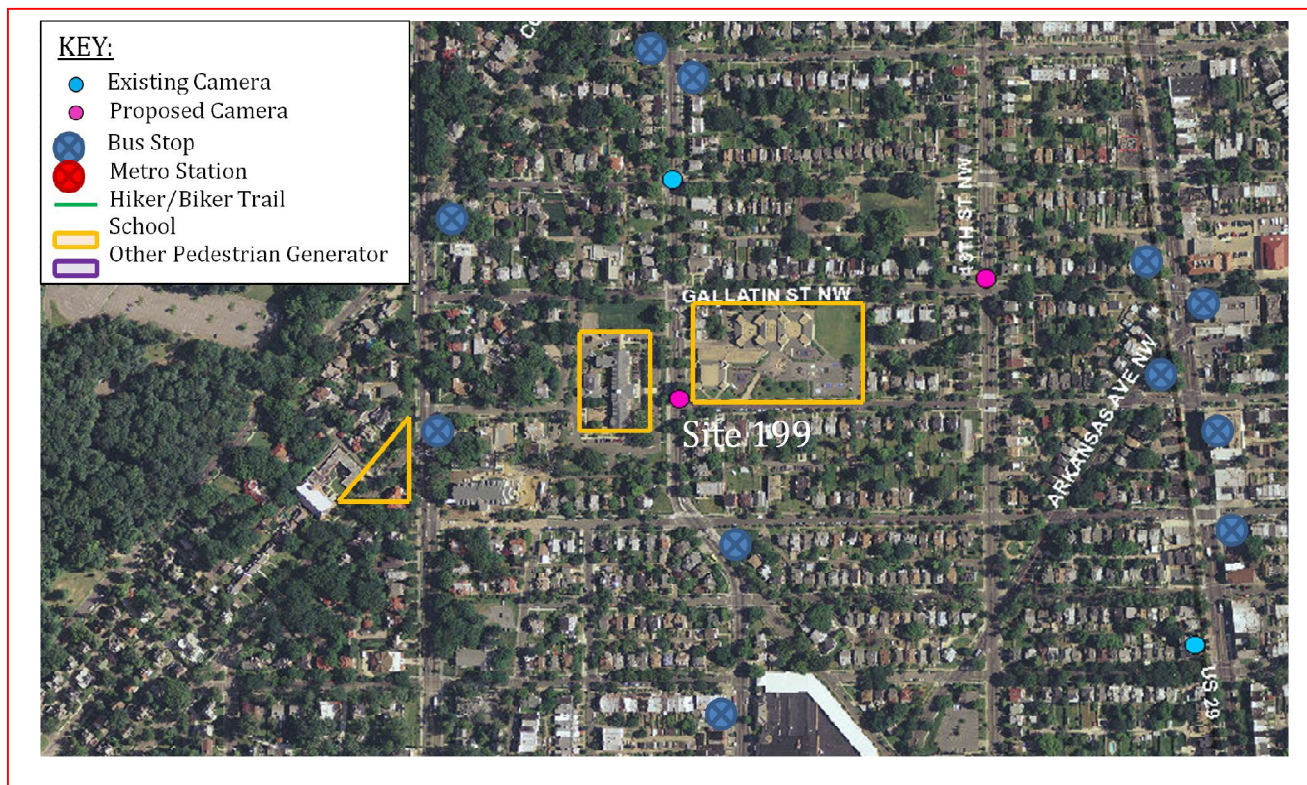 KEY:
Existing Camera
Proposed Camera
Bus Stop
Metro Station
Hiker/Biker Trail
School
Other Pedestrian Generator
CO
13TH ST NW
GALLATIN ST NW
ARKANSAS AVE NW
Site 199
US 29